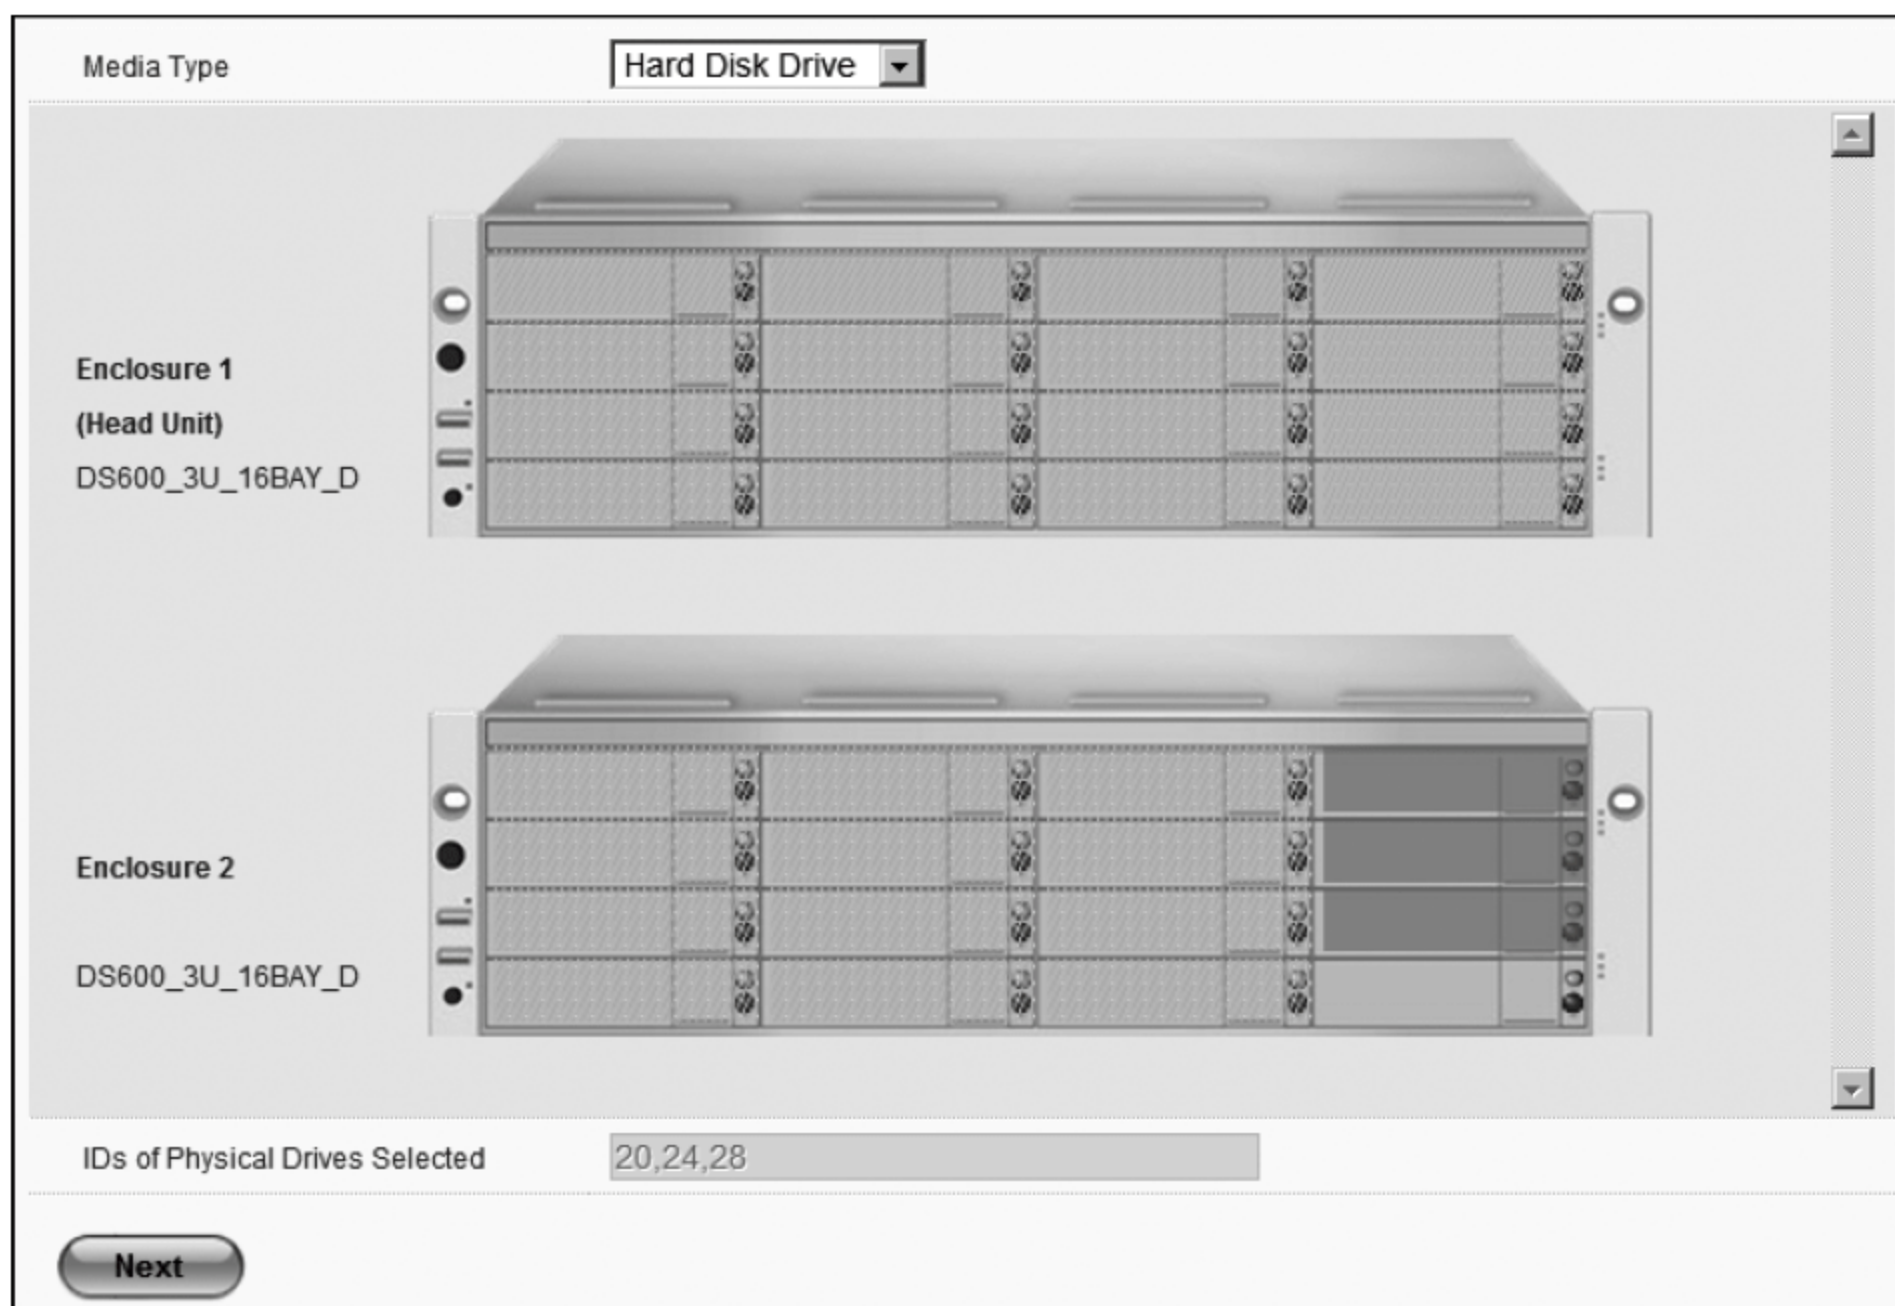 Media Type
Hard Disk Drive
Enclosure 1
(Head Unit)
DS600_3U_16BAY_D
Enclosure 2
DS600_3U_16BAY_D
IDs of Physical Drives Selected
20,24,28
Next